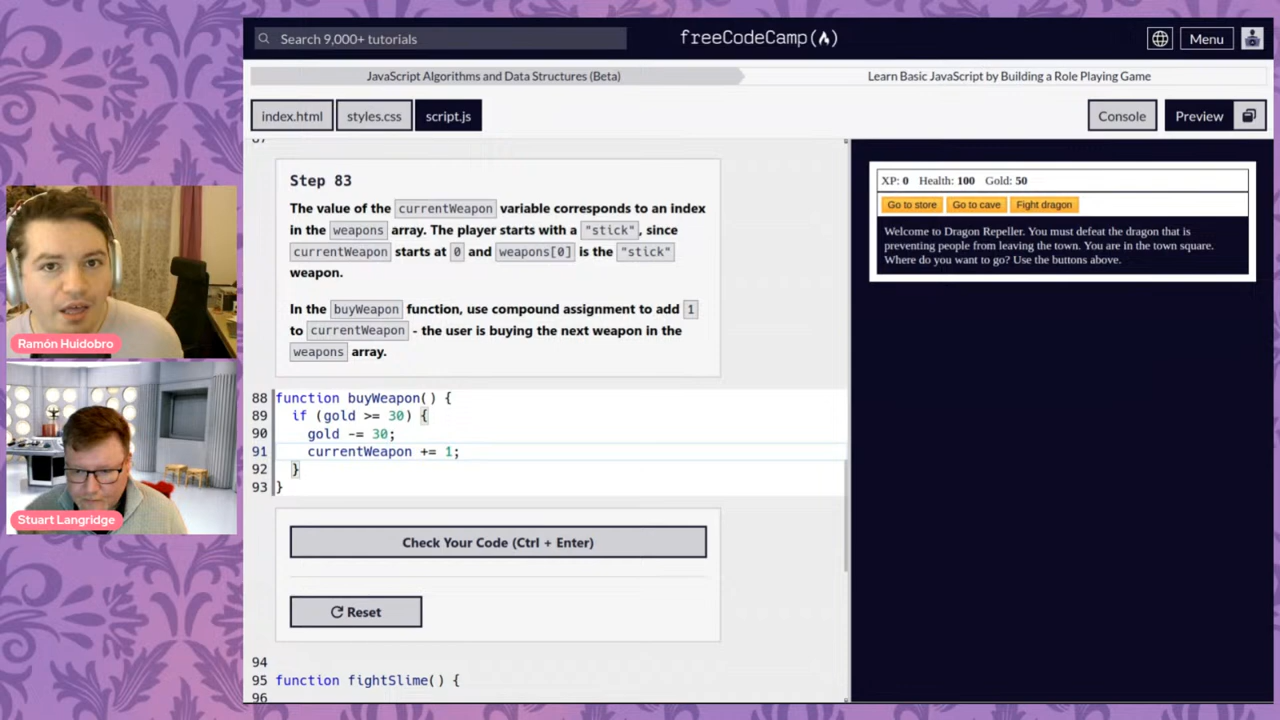 Search 9,000+ tutorials
freeCodeCamp
Menu
JavaScript Algorithms and Data Structures (Beta)
Learn Basic JavaScript by Building a Role Playing Game
index.html
styles.css
script.js
Console
Preview
87
Step 83
The value of the currentWeapon variable corresponds to an index
in the weapons array. The player starts with a "stick", since
currentWeapon starts at 0 and weapons[0] is the "stick"
weapon.
In the buyWeapon function, use compound assignment to add 1
to currentWeapon - the user is buying the next weapon in the
weapons array.
88 function buyWeapon() {
89 if (gold >= 30) {
90 gold -= 30;
91 currentWeapon += 1;
92 }
93 }
Check Your Code (Ctrl + Enter)
Reset
94
95 function fightSlime() {
96
XP: 0 Health: 100 Gold: 50
Go to store
Go to cave
Fight dragon
Welcome to Dragon Repeller. You must defeat the dragon that is
preventing people from leaving the town. You are in the town square.
Where do you want to go? Use the buttons above.
Ramón Huidobro
Stuart Langridge